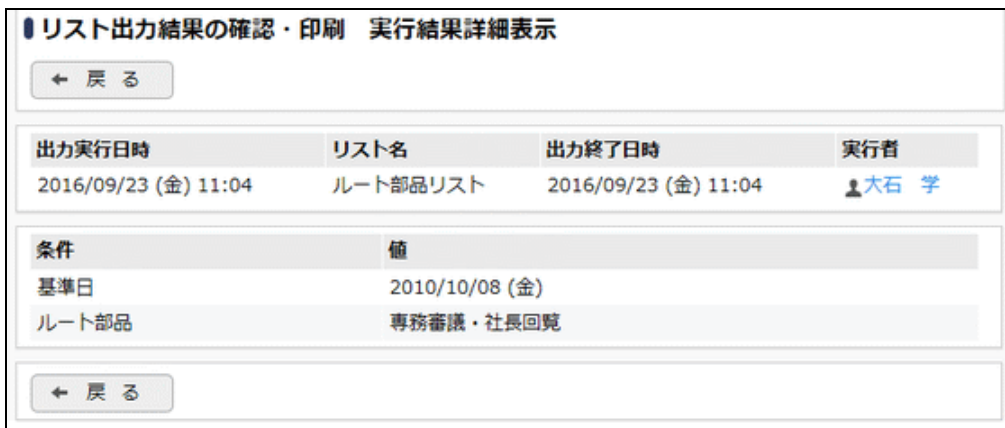 リスト出力結果の確認・印刷　実行結果詳細表示
← 戻 る
出力実行日時 リスト名 出力終了日時 実行者
2016/09/23 (金) 11:04 ルート部品リスト 2016/09/23 (金) 11:04 大石　学
条件 値
基準日 2010/10/08 (金)
ルート部品 専務審議・社長回覧
← 戻 る